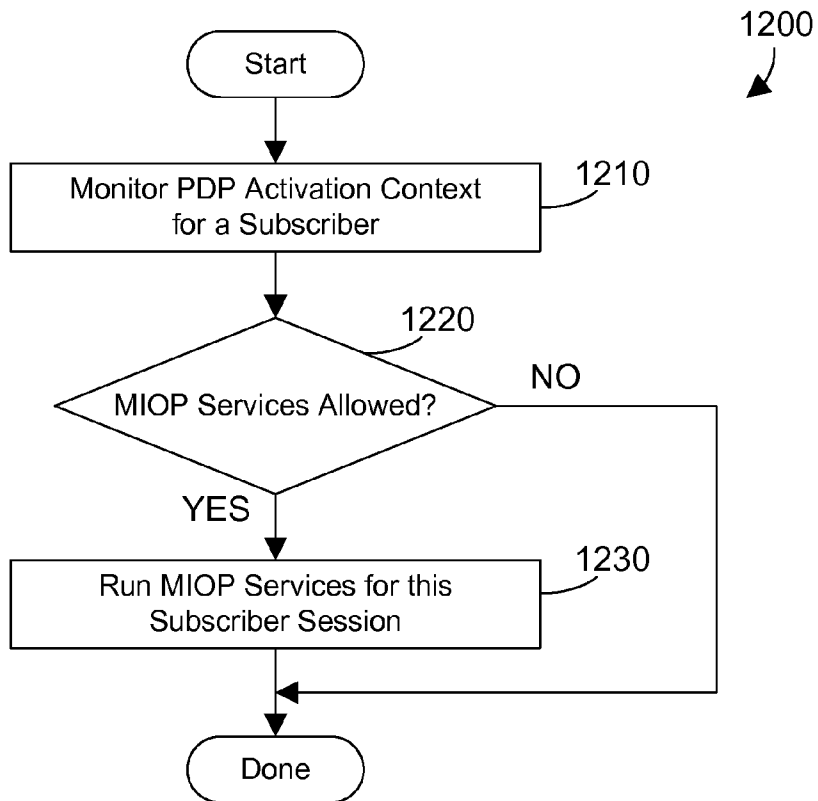 1200
Start
Monitor PDP Activation Context
for a Subscriber
1210
1220
MIOP Services Allowed?
NO
YES
Run MIOP Services for this
Subscriber Session
1230
Done